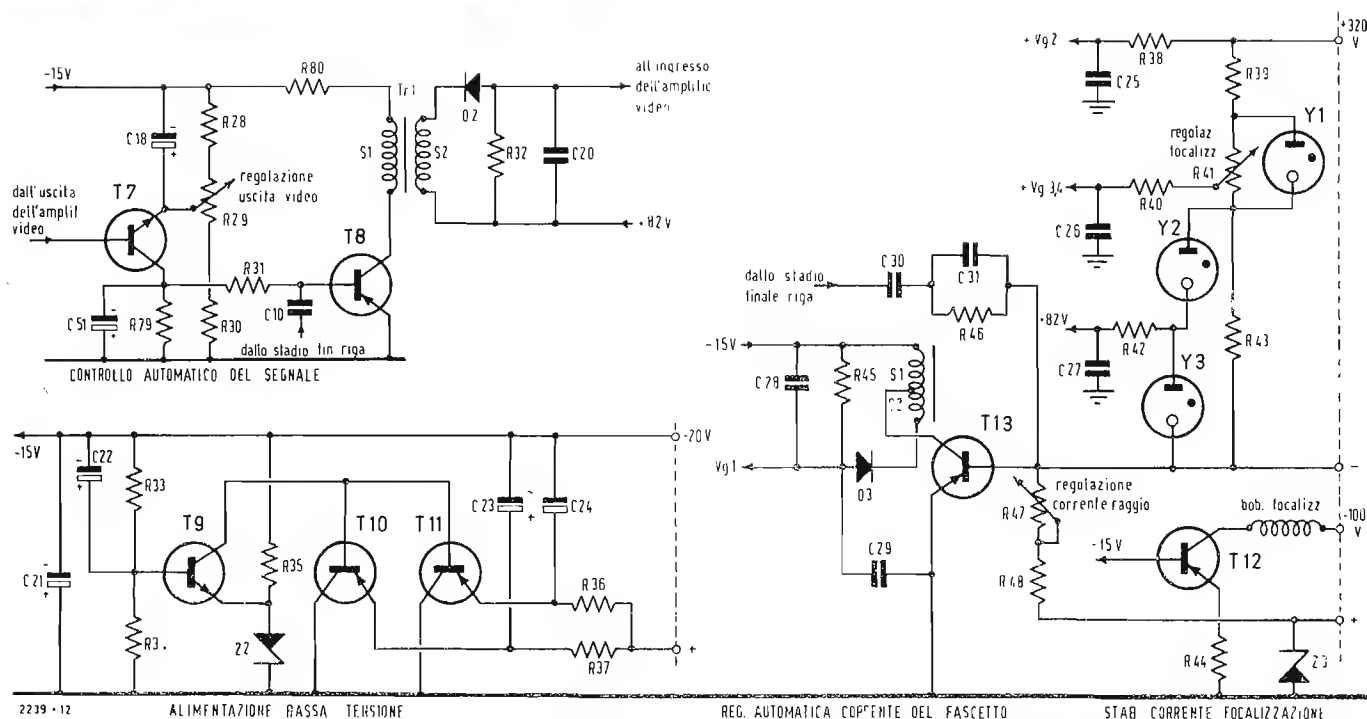 -15V
R80
Tr1
all'ingresso
dell'amplific
video
D2
C18
R28
S1
S2
R32
C20
T7
regolazione
uscita video
R29
dall'uscita
dell'amplif
video
T8
+82V
R31
C51
R79
R30
C10
dallo stadio fin riga
CONTROLLO AUTOMATICO DEL SEGNALE
+Vg2
R38
+320
V
C25
R39
Y1
regolaz
focalizz
R41
+Vg 3,4
R40
C26
Y2
+82V
R42
R43
C27
Y3
C30
C31
dallo stadio
finale riga
R46
-15V
C28
R45
S1
T13
Vg1
D3
regolazione
corrente raggio
R47
C29
R48
-
bob. focalizz
-100
V
-15V
T12
+
R44
Z3
-15V
-20V
C22
R33
C23
C24
T9
T10
T11
C21
R35
R36
R3.
Z2
R37
+
2239-12
ALIMENTAZIONE BASSA TENSIONE
REG. AUTOMATICA CORRENTE DEL FASCETTO
STAB CORRENTE FOCALIZZAZIONE